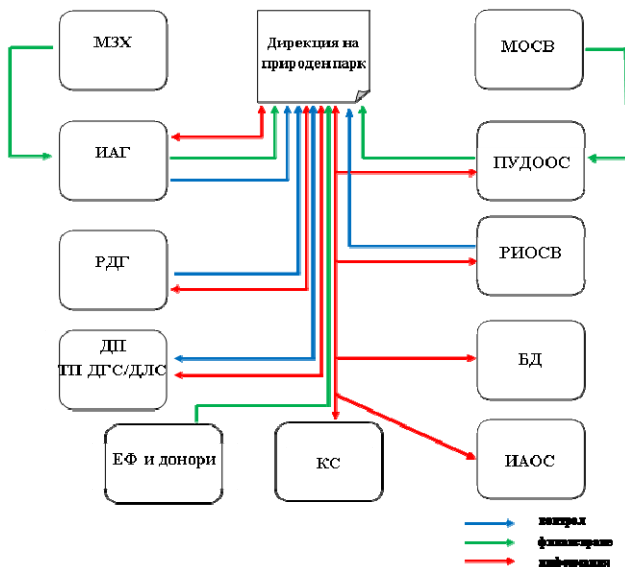 МЗХ
Дирекция на
природен парк
МОСВ
ИАГ
ПУДООС
РДГ
РИОСВ
ДП
ТП ДГС/ДЛС
БД
ЕФ и донори
КС
ИАОС
контрол
финансиране
информация